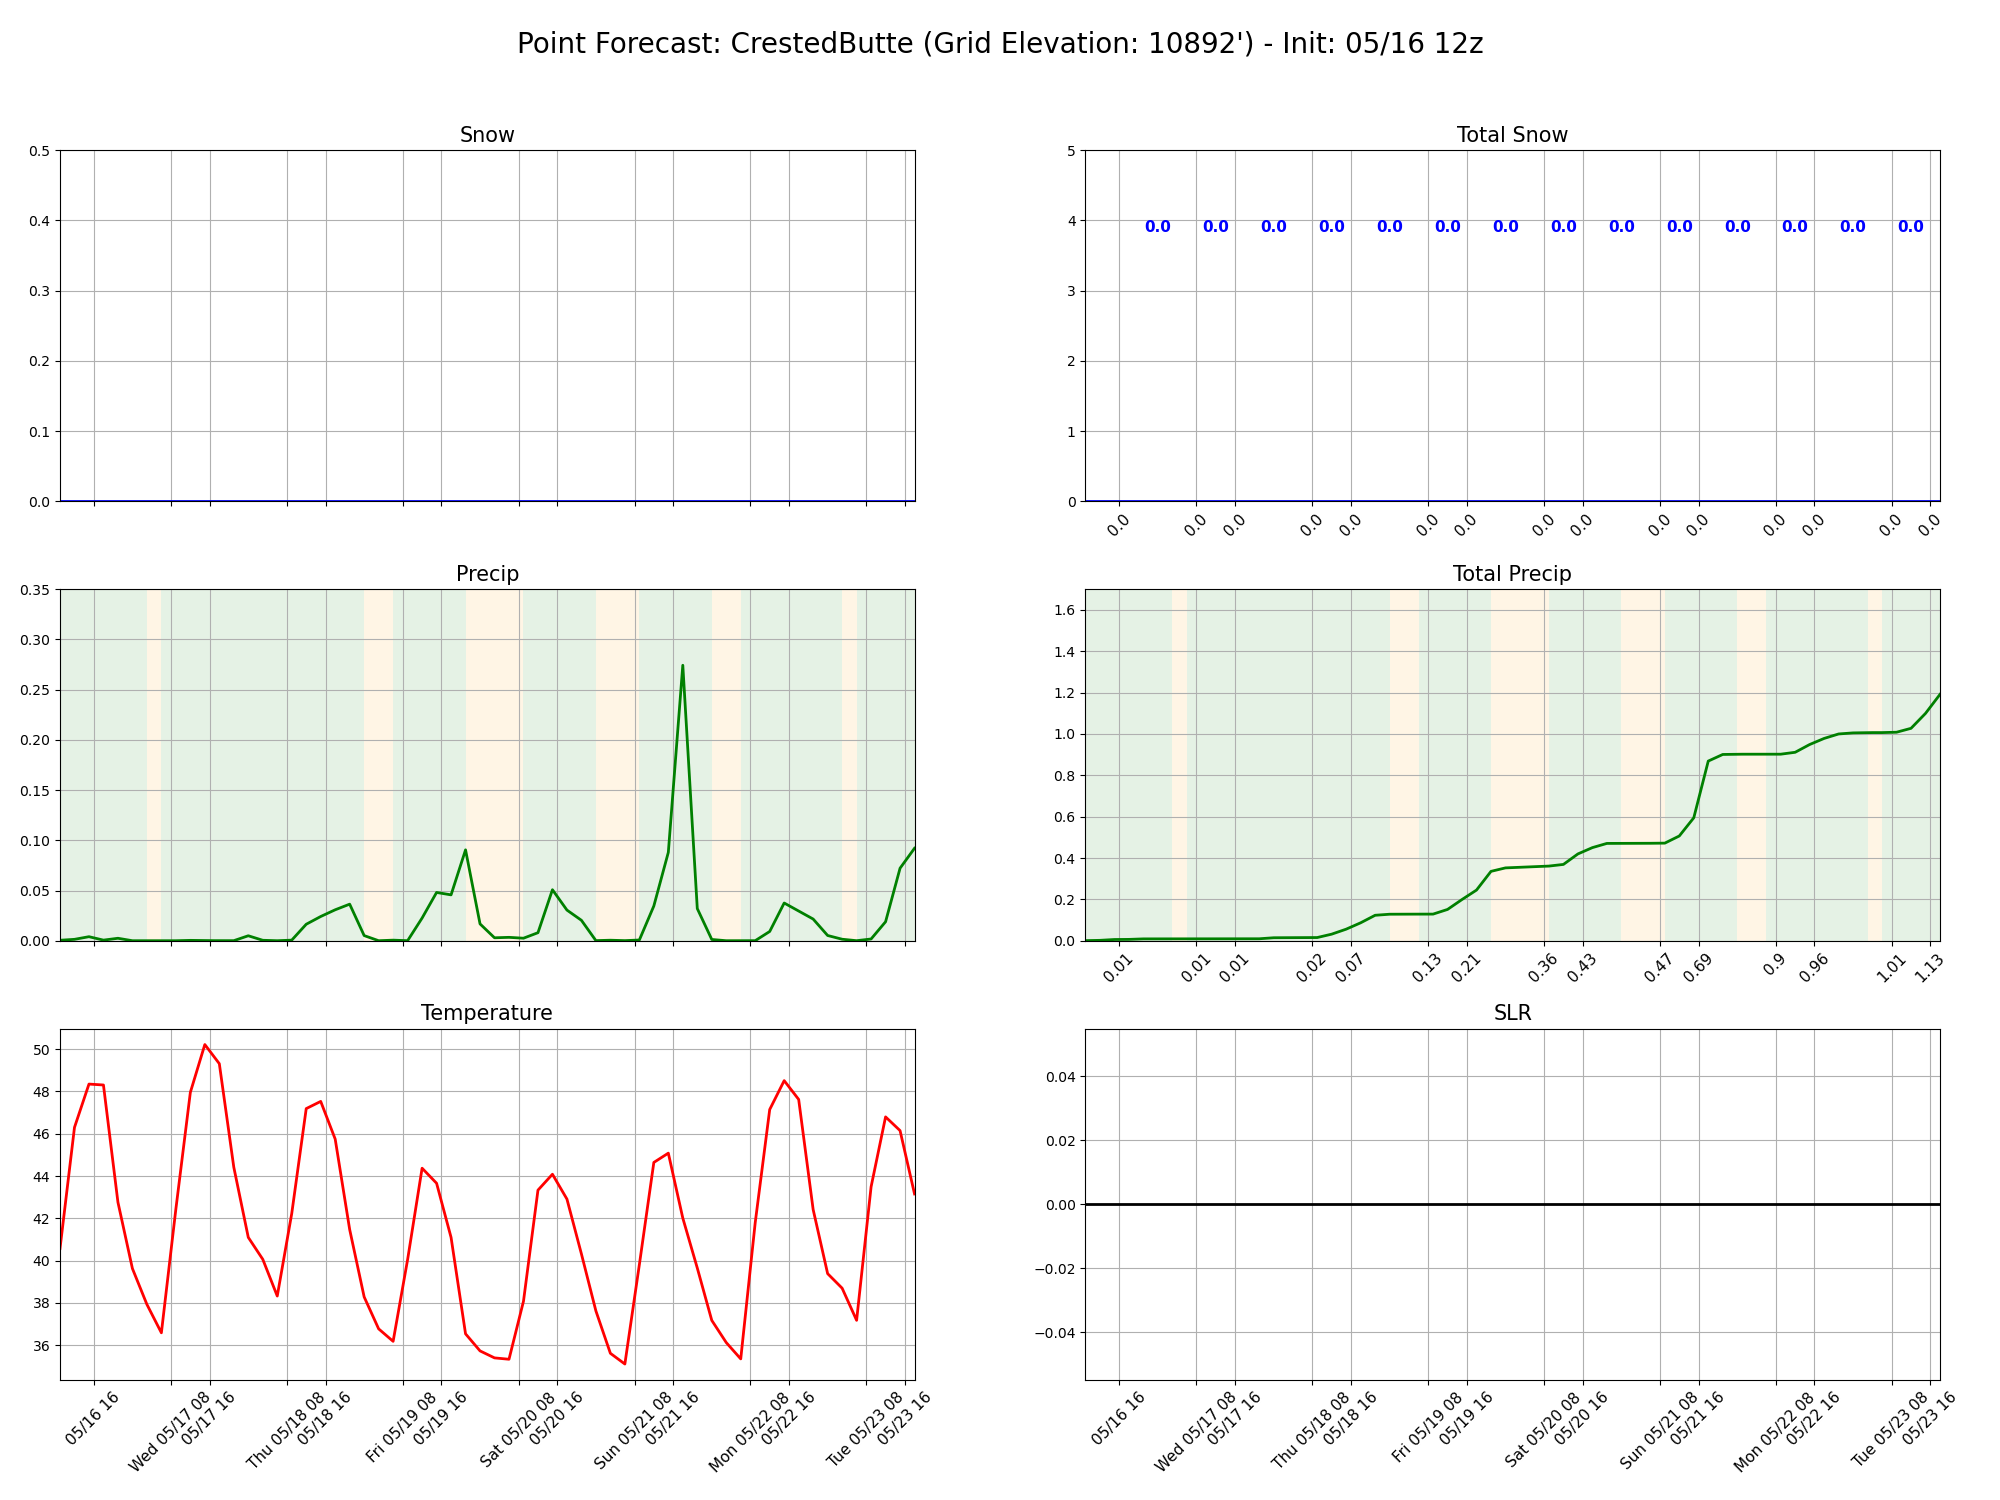 Point Forecast: CrestedButte (Grid Elevation: 10892') - Init: 05/16 12z
Snow
0.5
0.4
0.3
0.2
0.1
0.0
Total Snow
5
4
3
2
1
0
0.0 0.0 0.0 0.0 0.0 0.0 0.0 0.0 0.0 0.0 0.0 0.0 0.0 0.0
0.0 0.0 0.0 0.0 0.0 0.0 0.0 0.0 0.0 0.0 0.0 0.0 0.0 0.0 0.0
Precip
0.35
0.30
0.25
0.20
0.15
0.10
0.05
0.00
Total Precip
1.6
1.4
1.2
1.0
0.8
0.6
0.4
0.2
0.0
0.01 0.01 0.01 0.02 0.07 0.13 0.21 0.36 0.43 0.47 0.69 0.9 0.96 1.01 1.13
Temperature
50
48
46
44
42
40
38
36
05/16 16
Wed 05/17 08
05/17 16
Thu 05/18 08
05/18 16
Fri 05/19 08
05/19 16
Sat 05/20 08
05/20 16
Sun 05/21 08
05/21 16
Mon 05/22 08
05/22 16
Tue 05/23 08
05/23 16
SLR
0.04
0.02
0.00
−0.02
−0.04
05/16 16
Wed 05/17 08
05/17 16
Thu 05/18 08
05/18 16
Fri 05/19 08
05/19 16
Sat 05/20 08
05/20 16
Sun 05/21 08
05/21 16
Mon 05/22 08
05/22 16
Tue 05/23 08
05/23 16